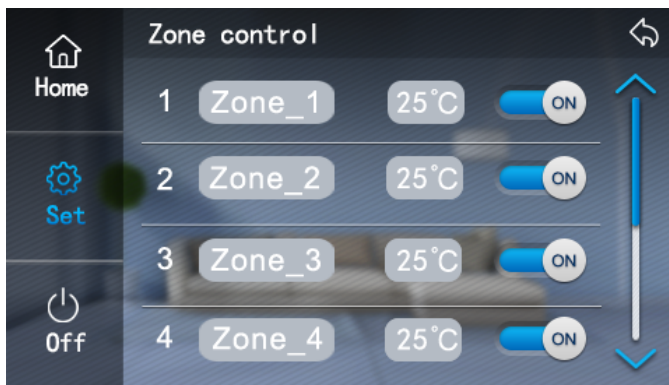 Zone control
Home
1 Zone_1 25℃ ON
Set
2 Zone_2 25℃ ON
3 Zone_3 25℃ ON
Off
4 Zone_4 25℃ ON